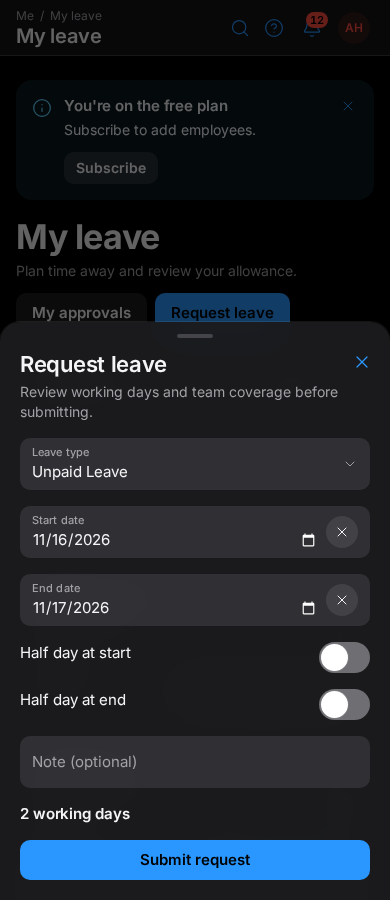 Me / My leave
My leave
12
AH
You're on the free plan
Subscribe to add employees.
Subscribe
My leave
Plan time away and review your allowance.
My approvals
Request leave
Request leave
Review working days and team coverage before
submitting.
Leave type
Unpaid Leave
Start date
11/16/2026
End date
11/17/2026
Half day at start
Half day at end
Note (optional)
2 working days
Submit request